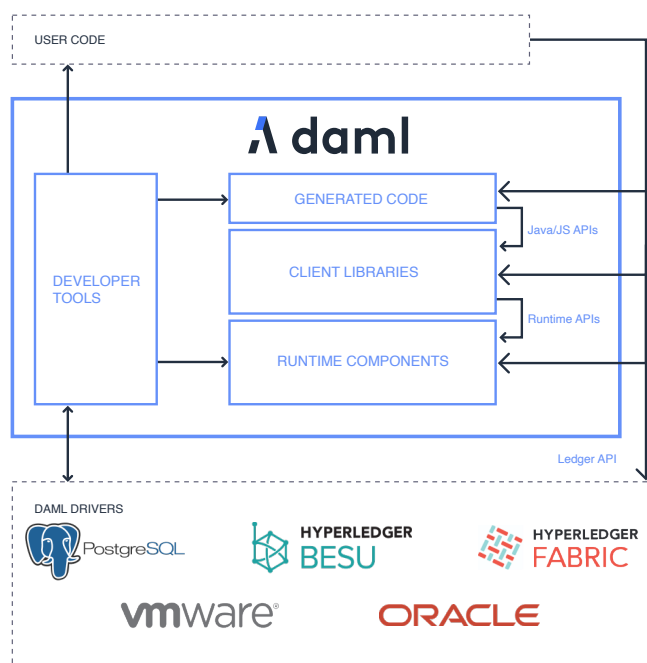 USER CODE
daml
GENERATED CODE
Java/JS APIs
CLIENT LIBRARIES
DEVELOPER
TOOLS
Runtime APIs
RUNTIME COMPONENTS
Ledger API
DAML DRIVERS
PostgreSQL
HYPERLEDGER
BESU
HYPERLEDGER
FABRIC
vmware®
ORACLE